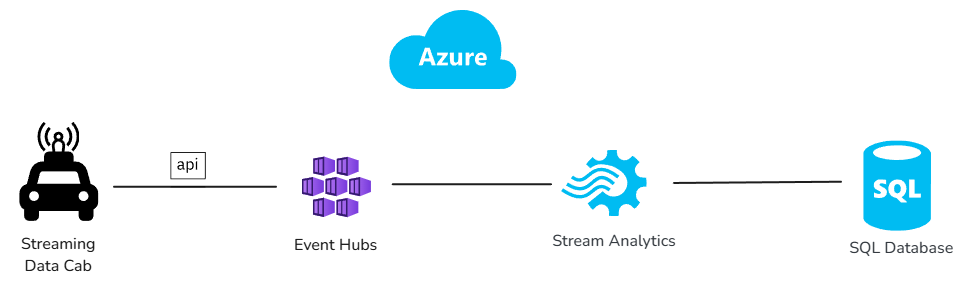 Azure
api
SQL
Streaming
Data Cab
Event Hubs
Stream Analytics
SQL Database